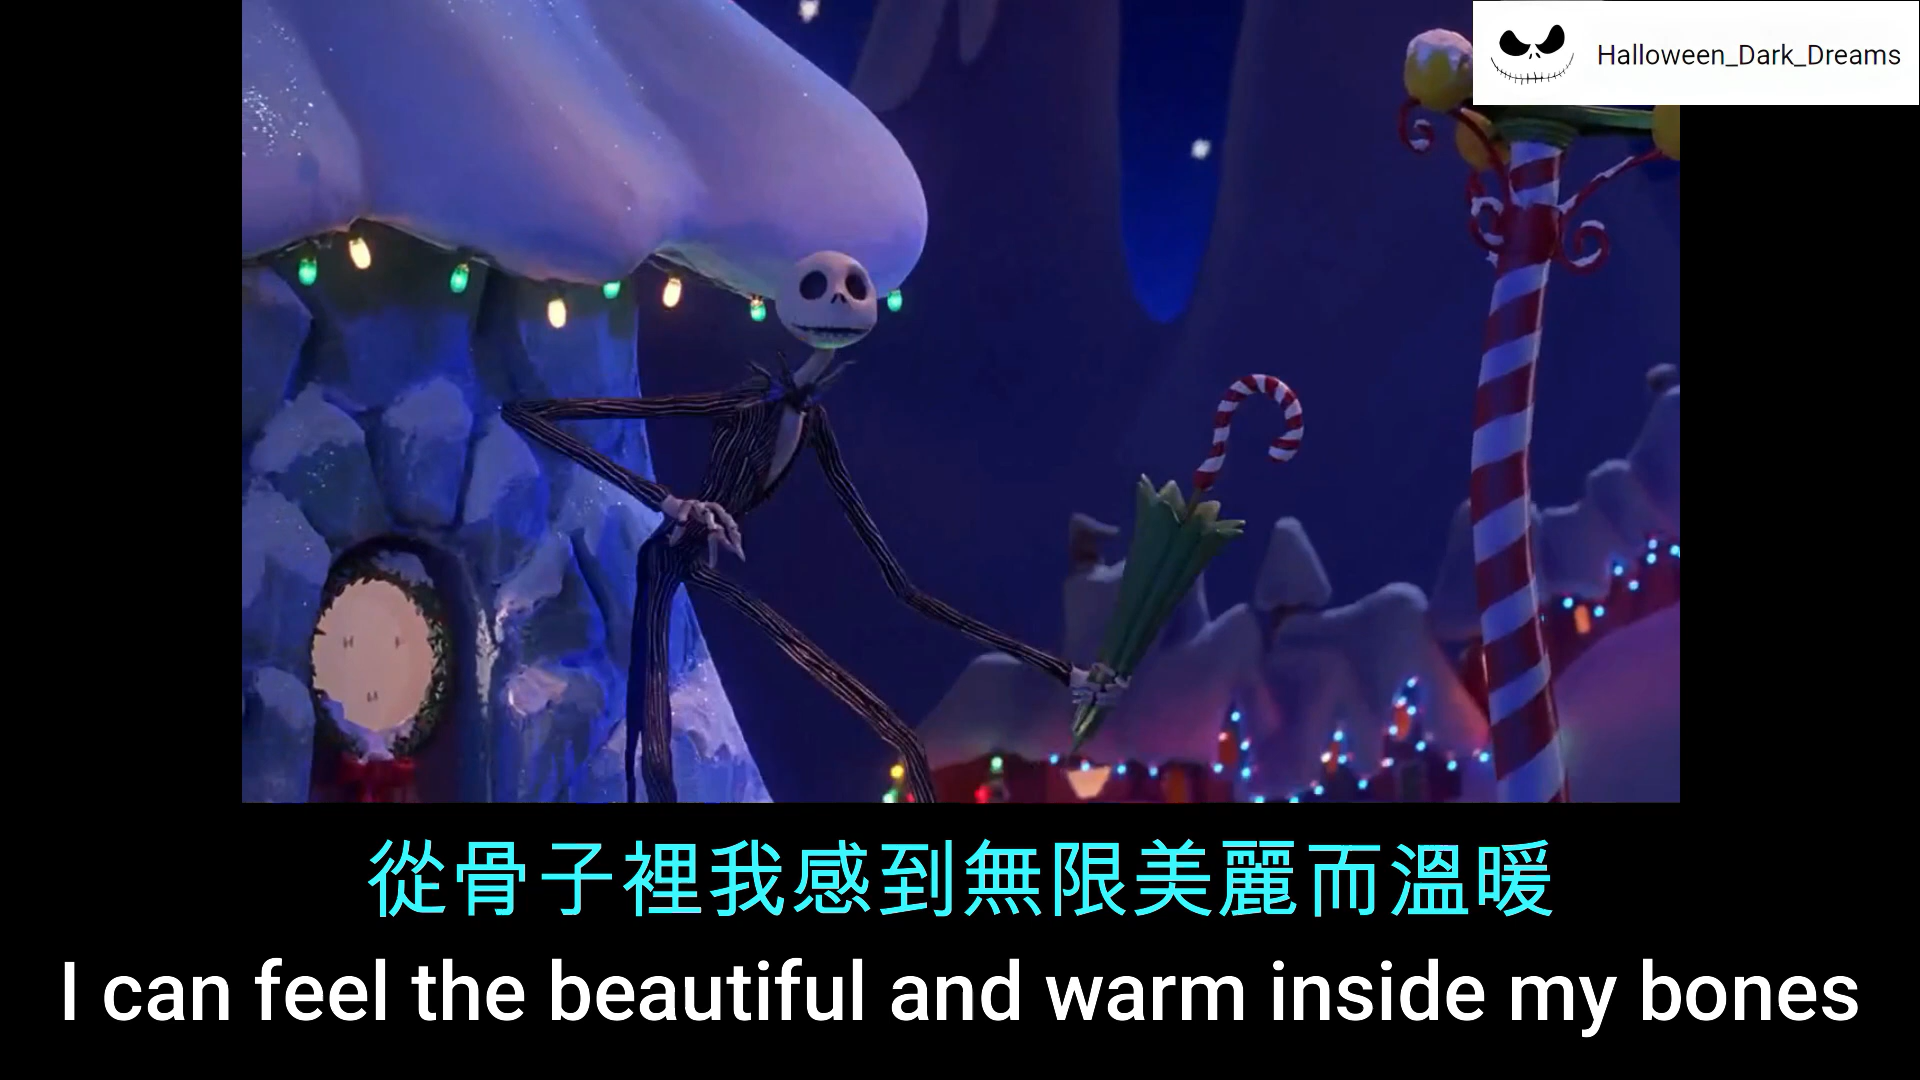 Halloween_Dark_Dreams
從骨子裡我感到無限美麗而溫暖
I can feel the beautiful and warm inside my bones